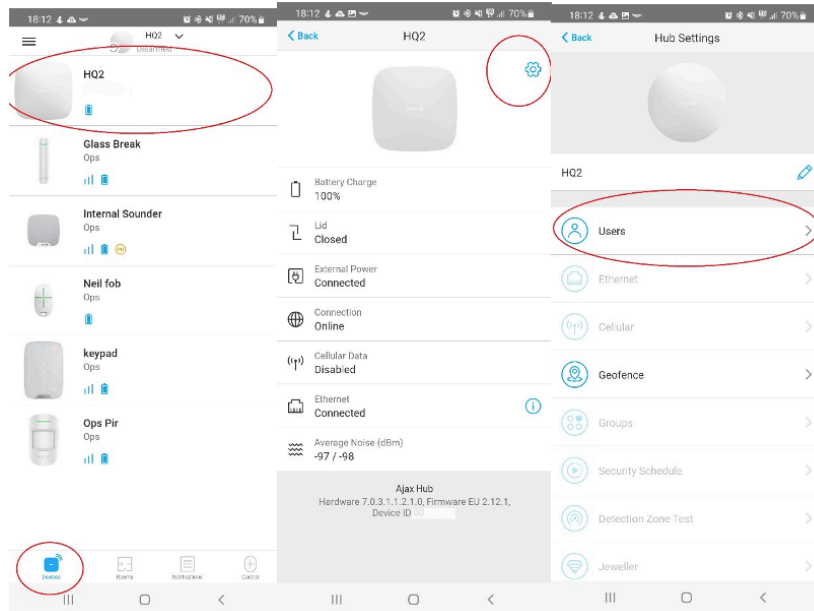 18:12 70%
HQ2
Disarmed
HQ2
Glass Break
Ops
Internal Sounder
Ops
Neil fob
Ops
keypad
Ops
Ops Pir
Ops
Devices
Rooms
Notifications
Control
18:12 70%
Back HQ2
AJAX
Battery Charge
100%
Lid
Closed
External Power
Connected
Connection
Online
Cellular Data
Disabled
Ethernet
Connected
Average Noise (dBm)
-97 / -98
Ajax Hub
Hardware 7.0.3.1.1.2.1.0, Firmware EU 2.12.1,
Device ID
18:12 70%
Back Hub Settings
HQ2
Users
Ethernet
Cellular
Geofence
Groups
Security Schedule
Detection Zone Test
Jeweller